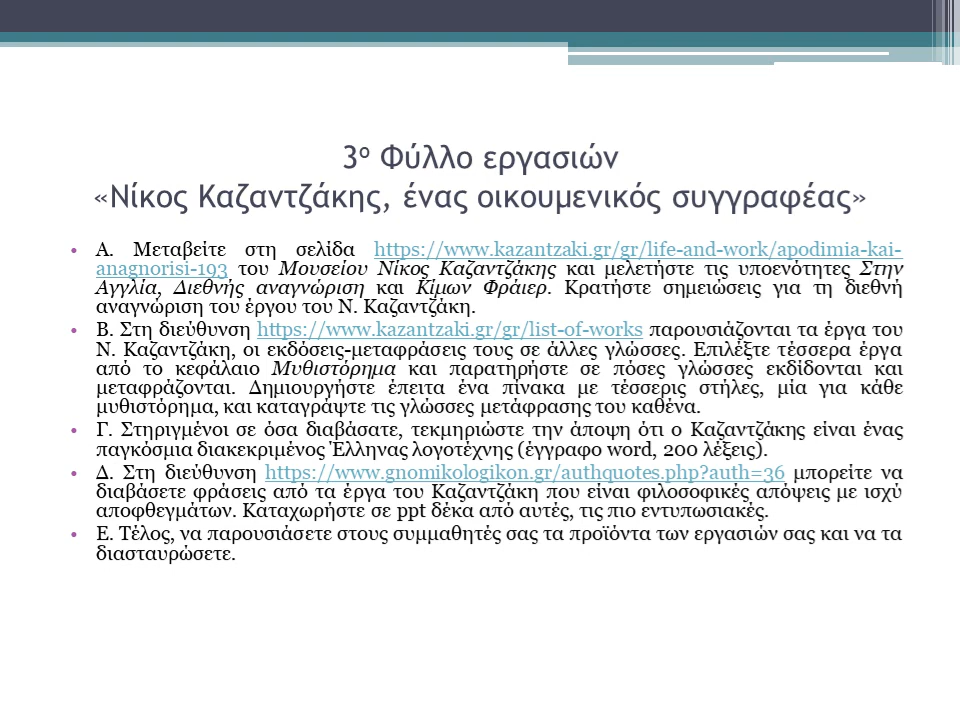 3ο Φύλλο εργασιών
«Νίκος Καζαντζάκης, ένας οικουμενικός συγγραφέας»
• Α. Μεταβείτε στη σελίδα https://www.kazantzaki.gr/gr/life-and-work/apodimia-kai-
anagnorisi-193 του Μουσείου Νίκος Καζαντζάκης και μελετήστε τις υποενότητες Στην
Αγγλία, Διεθνής αναγνώριση και Κίμων Φράιερ. Κρατήστε σημειώσεις για τη διεθνή
αναγνώριση του έργου του Ν. Καζαντζάκη.
• Β. Στη διεύθυνση https://www.kazantzaki.gr/gr/list-of-works παρουσιάζονται τα έργα του
Ν. Καζαντζάκη, οι εκδόσεις-μεταφράσεις τους σε άλλες γλώσσες. Επιλέξτε τέσσερα έργα
από το κεφάλαιο Μυθιστόρημα και παρατηρήστε σε πόσες γλώσσες εκδίδονται και
μεταφράζονται. Δημιουργήστε έπειτα ένα πίνακα με τέσσερις στήλες, μία για κάθε
μυθιστόρημα, και καταγράψτε τις γλώσσες μετάφρασης του καθένα.
• Γ. Στηριγμένοι σε όσα διαβάσατε, τεκμηριώστε την άποψη ότι ο Καζαντζάκης είναι ένας
παγκόσμια διακεκριμένος Έλληνας λογοτέχνης (έγγραφο word, 200 λέξεις).
• Δ. Στη διεύθυνση https://www.gnomikologikon.gr/authquotes.php?auth=36 μπορείτε να
διαβάσετε φράσεις από τα έργα του Καζαντζάκη που είναι φιλοσοφικές απόψεις με ισχύ
αποφθεγμάτων. Καταχωρήστε σε ppt δέκα από αυτές, τις πιο εντυπωσιακές.
• Ε. Τέλος, να παρουσιάσετε στους συμμαθητές σας τα προϊόντα των εργασιών σας και να τα
διασταυρώσετε.